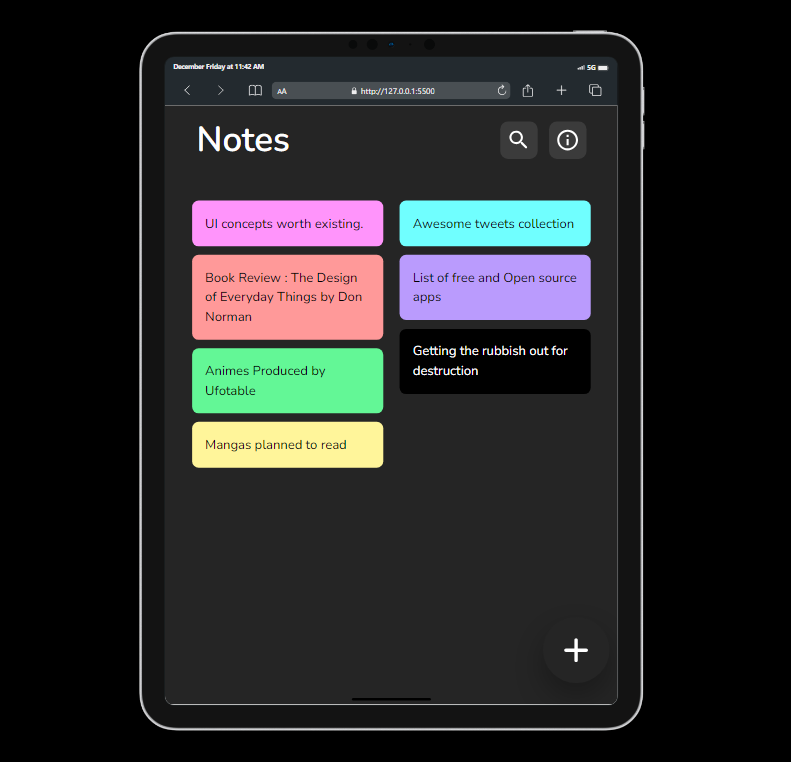 December Friday at 11:42 AM
5G
AA
http://127.0.0.1:5500
Notes
UI concepts worth existing.
Book Review : The Design
of Everyday Things by Don
Norman
Animes Produced by
Ufotable
Mangas planned to read
Awesome tweets collection
List of free and Open source
apps
Getting the rubbish out for
destruction